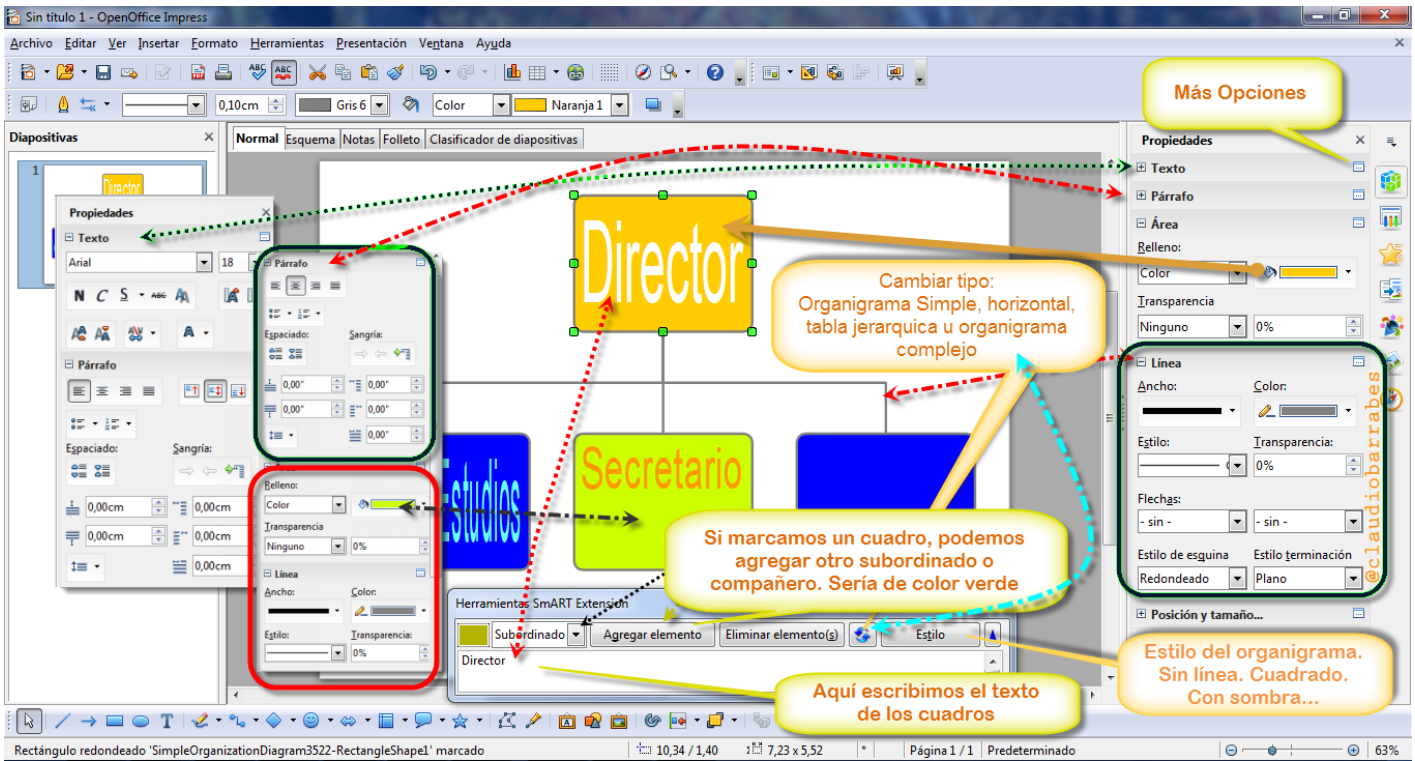 Sin título 1 - OpenOffice Impress
Archivo Editar Ver Insertar Formato Herramientas Presentación Ventana Ayuda
0,10cm Gris 6 Color Naranja 1
Más Opciones
Diapositivas
Normal Esquema Notas Folleto Clasificador de diapositivas
1
Director
Propiedades
Texto
Arial 18
N C S ABC
Párrafo
Espaciado: Sangría:
0,00cm 0,00cm
0,00cm 0,00cm
0,00cm
Párrafo
Espaciado: Sangría:
0,00" 0,00"
0,00" 0,00"
0,00"
Relleno:
Color
Transparencia
Ninguno 0%
Línea
Ancho: Color:
Estilo: Transparencia:
0%
Director
Cambiar tipo:
Organigrama Simple, horizontal,
tabla jerarquica u organigrama
complejo
Estudios
Secretario
Si marcamos un cuadro, podemos
agregar otro subordinado o
compañero. Sería de color verde
Herramientas SmART Extension
Subordinado Agregar elemento Eliminar elemento(s) Estilo
Director
Aquí escribimos el texto
de los cuadros
Propiedades
Texto
Párrafo
Área
Relleno:
Color
Transparencia
Ninguno 0%
Línea
Ancho: Color:
Estilo: Transparencia:
0%
Flechas:
- sin - - sin -
Estilo de esquina Estilo terminación
Redondeado Plano
@claudiobarrabes
Posición y tamaño...
Estilo del organigrama.
Sin línea. Cuadrado.
Con sombra...
Rectángulo redondeado 'SimpleOrganizationDiagram3522-RectangleShape1' marcado 10,34 / 1,40 7,23 x 5,52 * Página 1 / 1 Predeterminado 63%